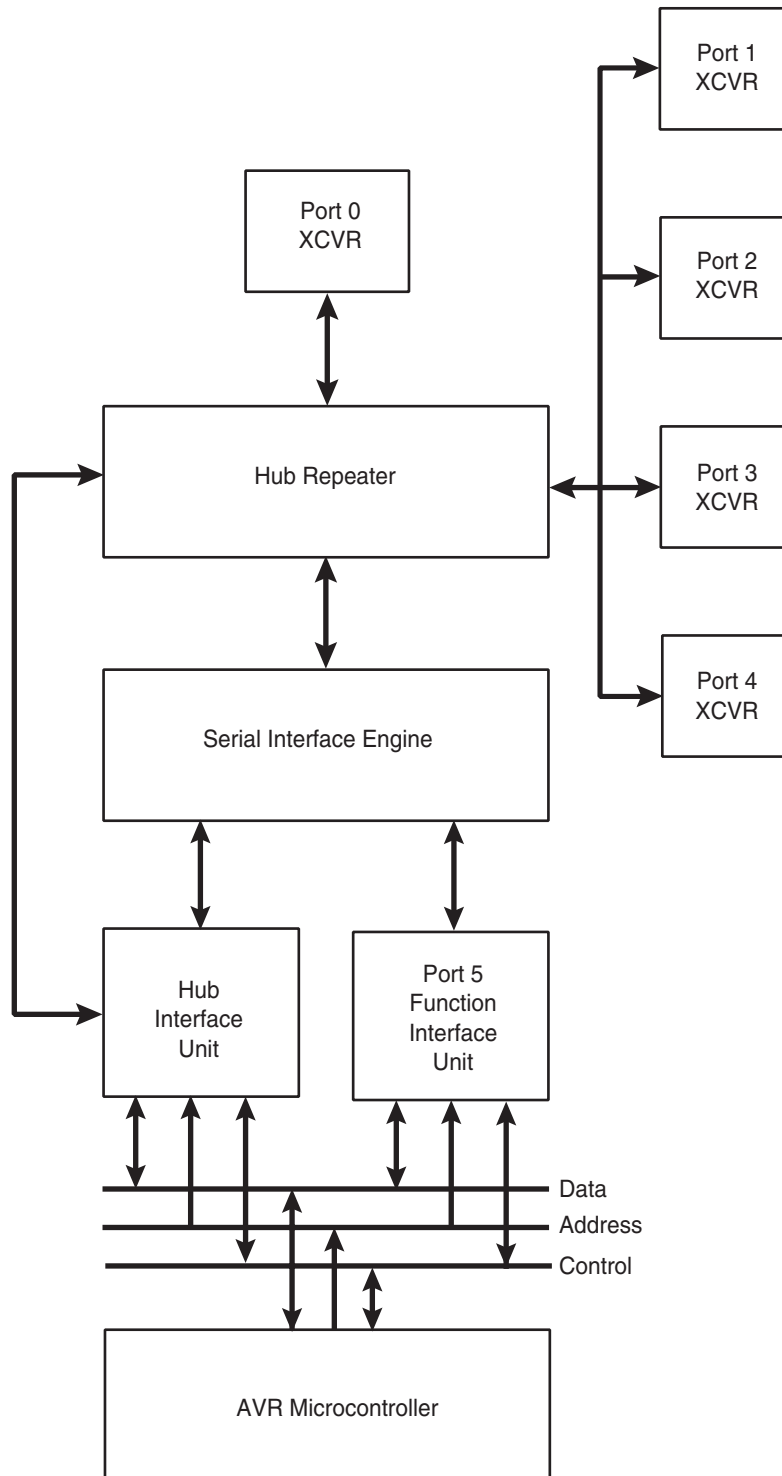 Port 1
XCVR
Port 0
XCVR
Port 2
XCVR
Hub Repeater
Port 3
XCVR
Serial Interface Engine
Port 4
XCVR
Hub
Interface
Unit
Port 5
Function
Interface
Unit
Data
Address
Control
AVR Microcontroller